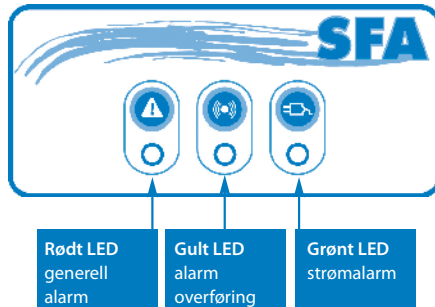 SFA
Rødt LED
generell
alarm
Gult LED
alarm
overføring
Grønt LED
strømalarm